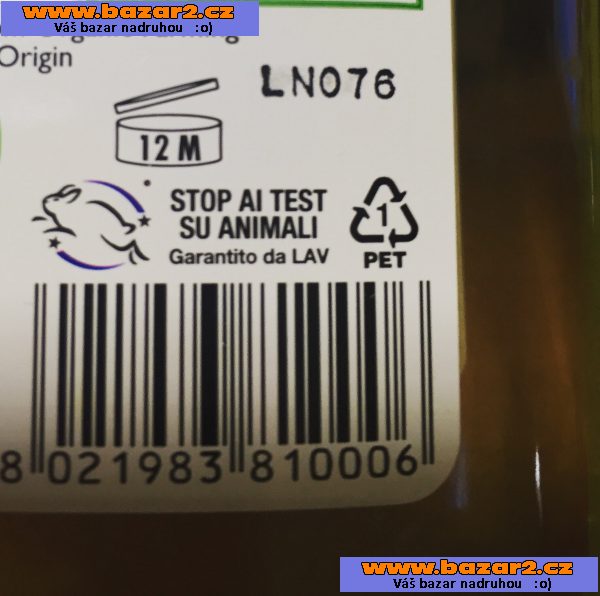 www.bazar2.cz
Váš bazar nadruhou :o)
Origin
LN076
12 M
STOP AI TEST
SU ANIMALI
Garantito da LAV
1
PET
8 021983 810006
www.bazar2.cz
Váš bazar nadruhou :o)